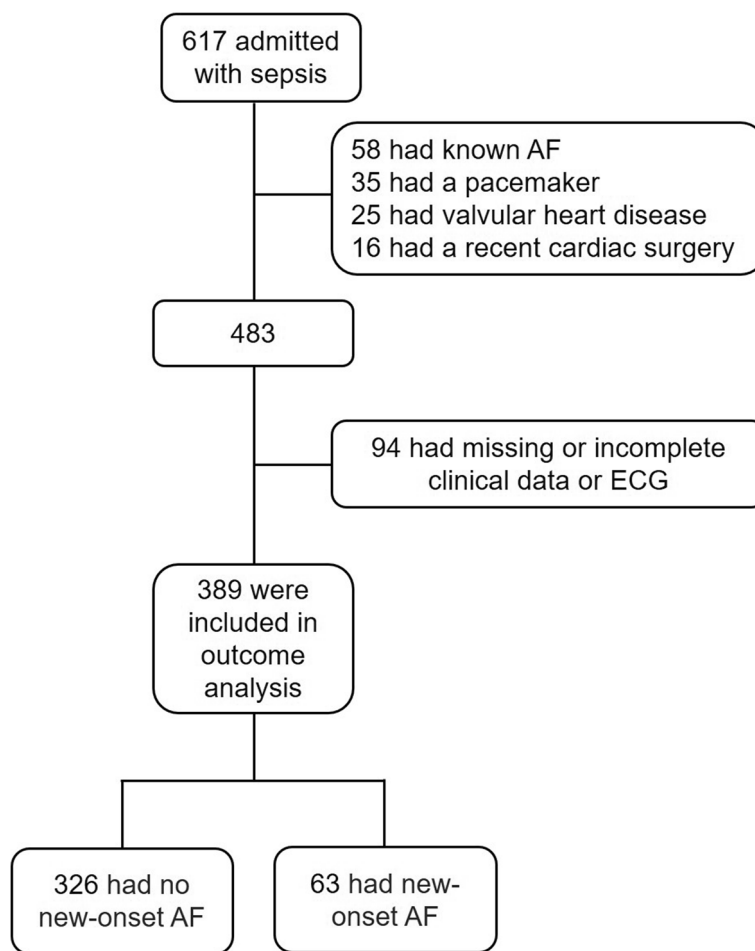 617 admitted
with sepsis
58 had known AF
35 had a pacemaker
25 had valvular heart disease
16 had a recent cardiac surgery
483
94 had missing or incomplete
clinical data or ECG
389 were
included in
outcome
analysis
326 had no
new-onset AF
63 had new-
onset AF